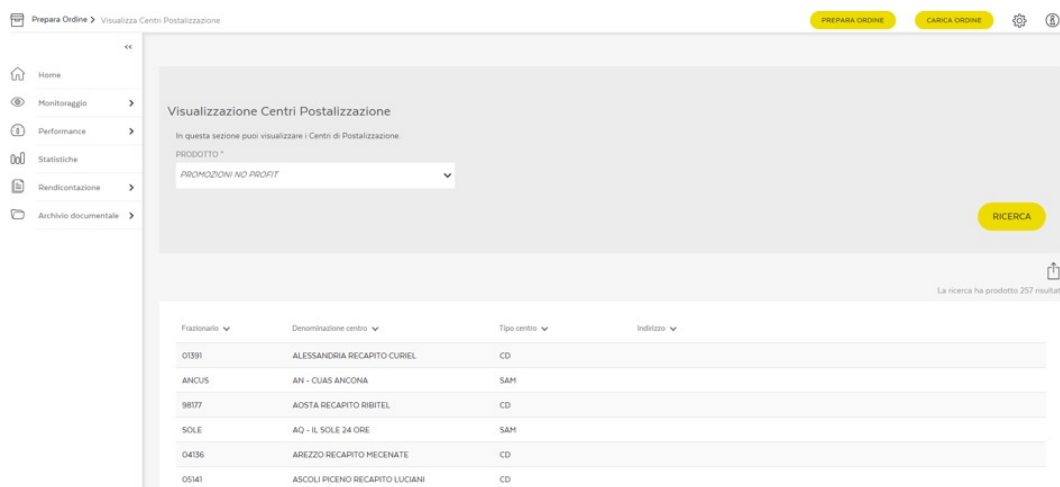 Prepara Ordine > Visualizza Centri Postalizzazione
PREPARA ORDINE
CARICA ORDINE
<<
Home
Monitoraggio
Performance
Statistiche
Rendicontazione
Archivio documentale
Visualizzazione Centri Postalizzazione
In questa sezione puoi visualizzare i Centri di Postalizzazione.
PRODOTTO *
PROMOZIONI NO PROFIT
RICERCA
La ricerca ha prodotto 257 risultat
Frazionario Denominazione centro Tipo centro Indirizzo
01391 ALESSANDRIA RECAPITO CURIEL CD
ANCUS AN - CUAS ANCONA SAM
98177 AOSTA RECAPITO RIBITEL CD
SOLE AQ - IL SOLE 24 ORE SAM
04136 AREZZO RECAPITO MECENATE CD
05141 ASCOLI PICENO RECAPITO LUCIANI CD